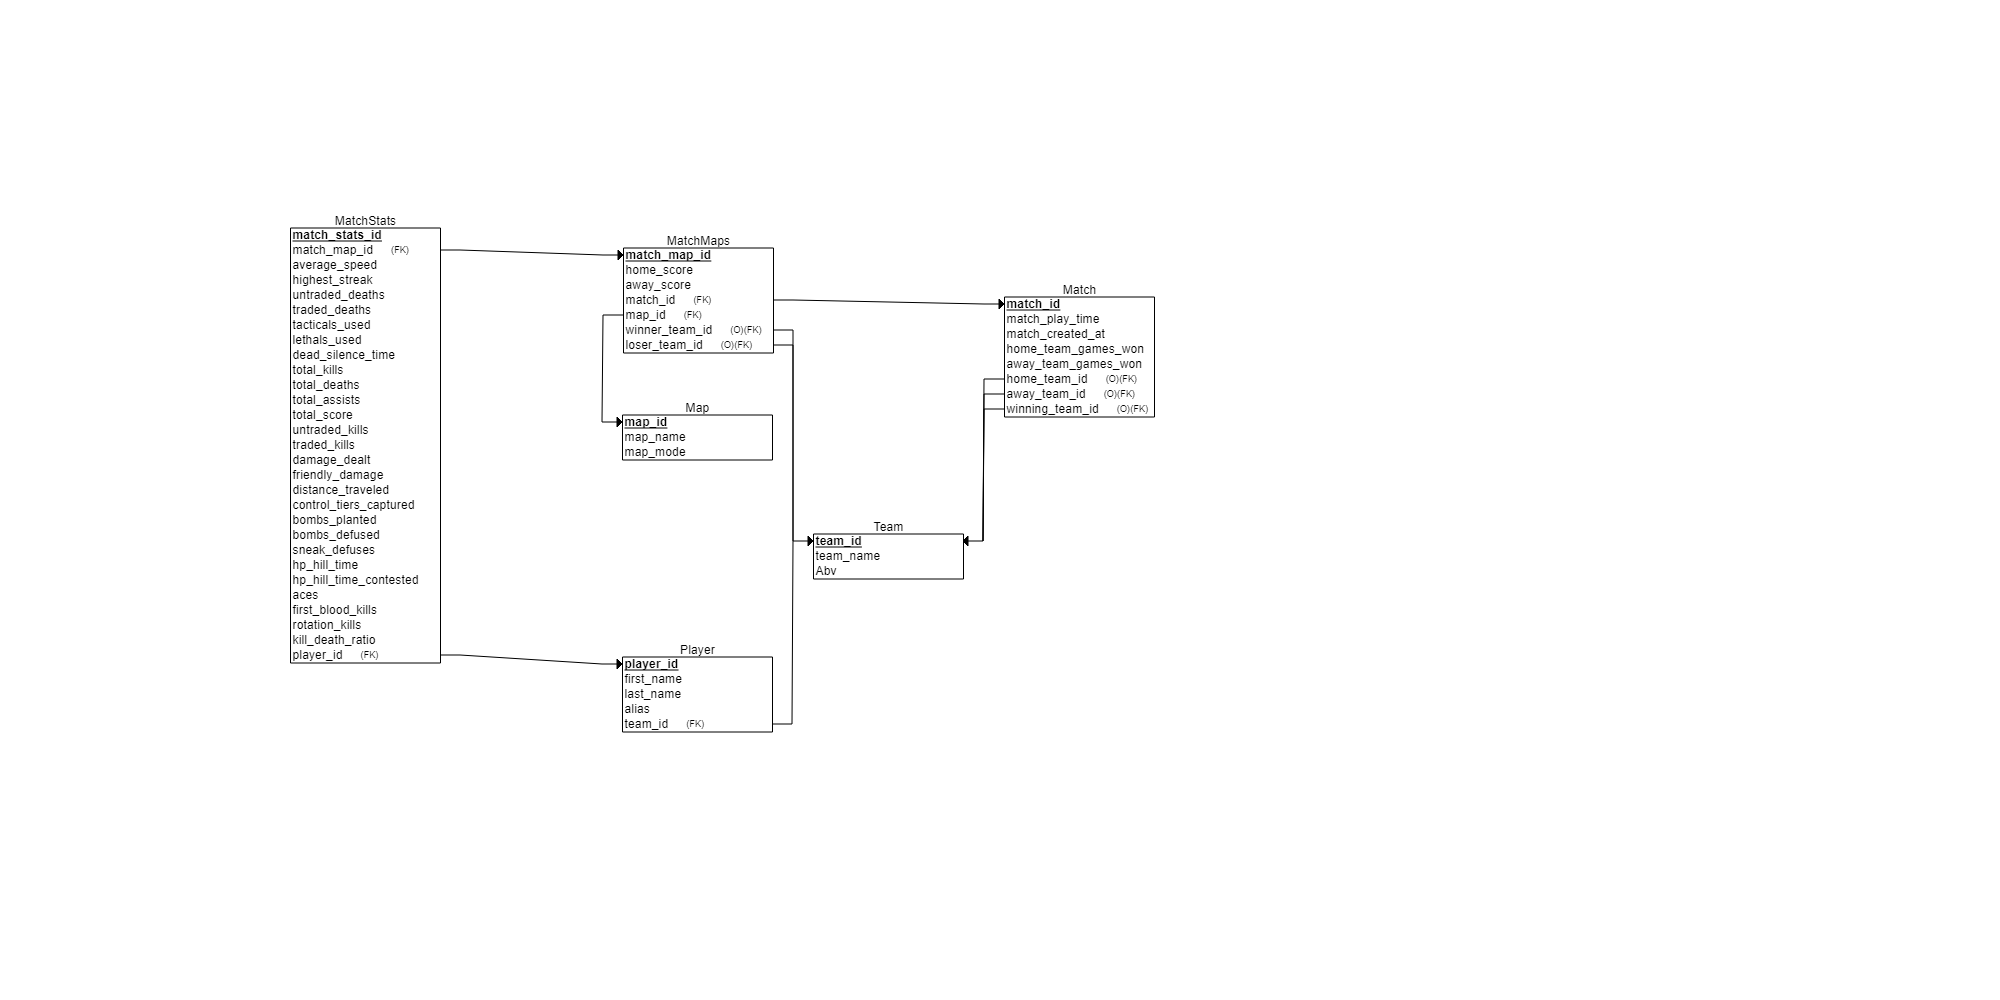 MatchStats
match_stats_id
match_map_id (FK)
average_speed
highest_streak
untraded_deaths
traded_deaths
tacticals_used
lethals_used
dead_silence_time
total_kills
total_deaths
total_assists
total_score
untraded_kills
traded_kills
damage_dealt
friendly_damage
distance_traveled
control_tiers_captured
bombs_planted
bombs_defused
sneak_defuses
hp_hill_time
hp_hill_time_contested
aces
first_blood_kills
rotation_kills
kill_death_ratio
player_id (FK)
MatchMaps
match_map_id
home_score
away_score
match_id (FK)
map_id (FK)
winner_team_id (O)(FK)
loser_team_id (O)(FK)
Map
map_id
map_name
map_mode
Player
player_id
first_name
last_name
alias
team_id (FK)
Team
team_id
team_name
Abv
Match
match_id
match_play_time
match_created_at
home_team_games_won
away_team_games_won
home_team_id (O)(FK)
away_team_id (O)(FK)
winning_team_id (O)(FK)